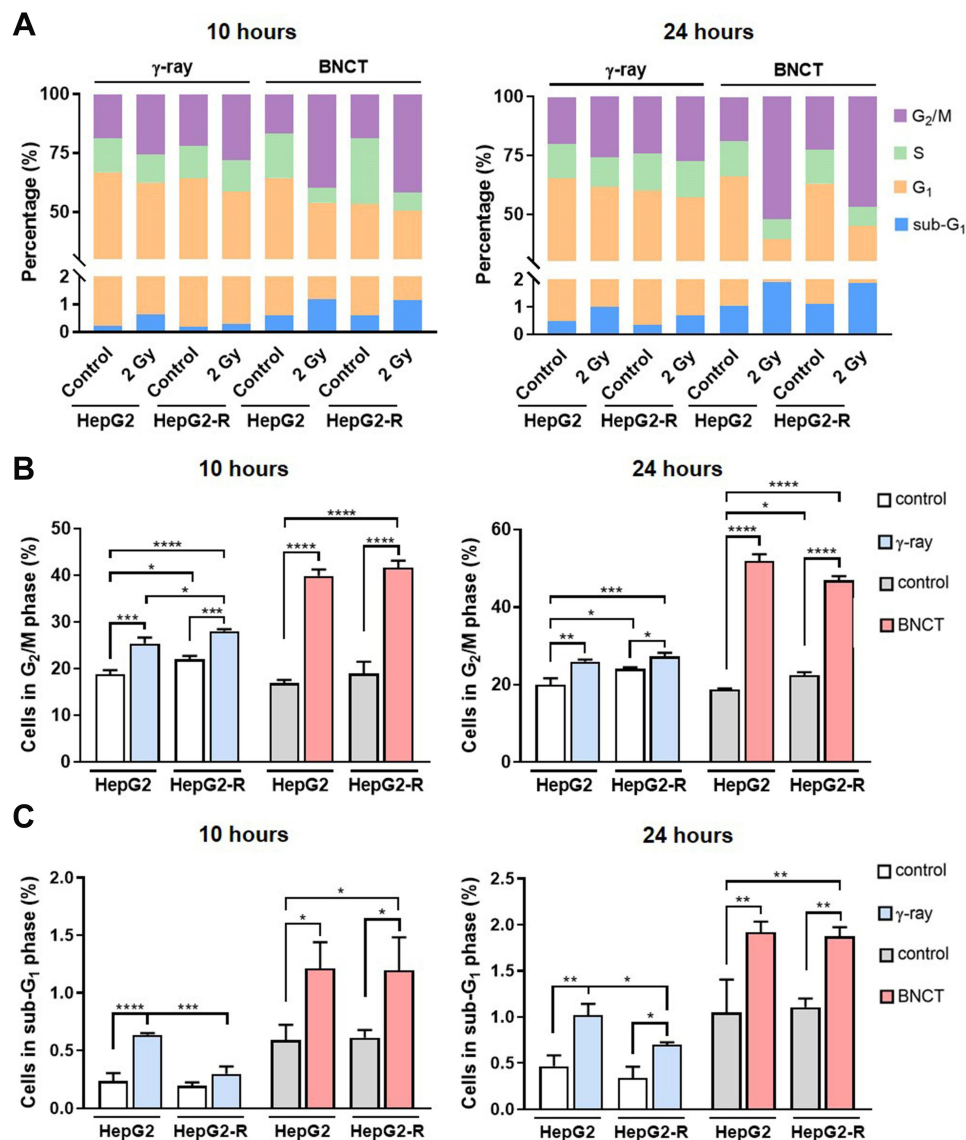 A
10 hours
24 hours
γ-ray
BNCT
γ-ray
BNCT
Percentage (%)
100
75
50
2
1
0
Control
2 Gy
Control
2 Gy
Control
2 Gy
Control
2 Gy
HepG2
HepG2-R
HepG2
HepG2-R
Percentage (%)
100
75
50
2
1
0
Control
2 Gy
Control
2 Gy
Control
2 Gy
Control
2 Gy
HepG2
HepG2-R
HepG2
HepG2-R
G2/M
S
G1
sub-G1
B
10 hours
24 hours
Cells in G2/M phase (%)
50
40
30
20
10
0
***
*
****
*
***
****
****
****
HepG2
HepG2-R
HepG2
HepG2-R
Cells in G2/M phase (%)
60
40
20
0
**
*
***
*
****
*
****
****
HepG2
HepG2-R
HepG2
HepG2-R
control
γ-ray
control
BNCT
C
10 hours
24 hours
Cells in sub-G1 phase (%)
2.0
1.5
1.0
0.5
0.0
****
***
*
*
*
HepG2
HepG2-R
HepG2
HepG2-R
Cells in sub-G1 phase (%)
2.5
2.0
1.5
1.0
0.5
0.0
**
*
*
**
**
**
HepG2
HepG2-R
HepG2
HepG2-R
control
γ-ray
control
BNCT